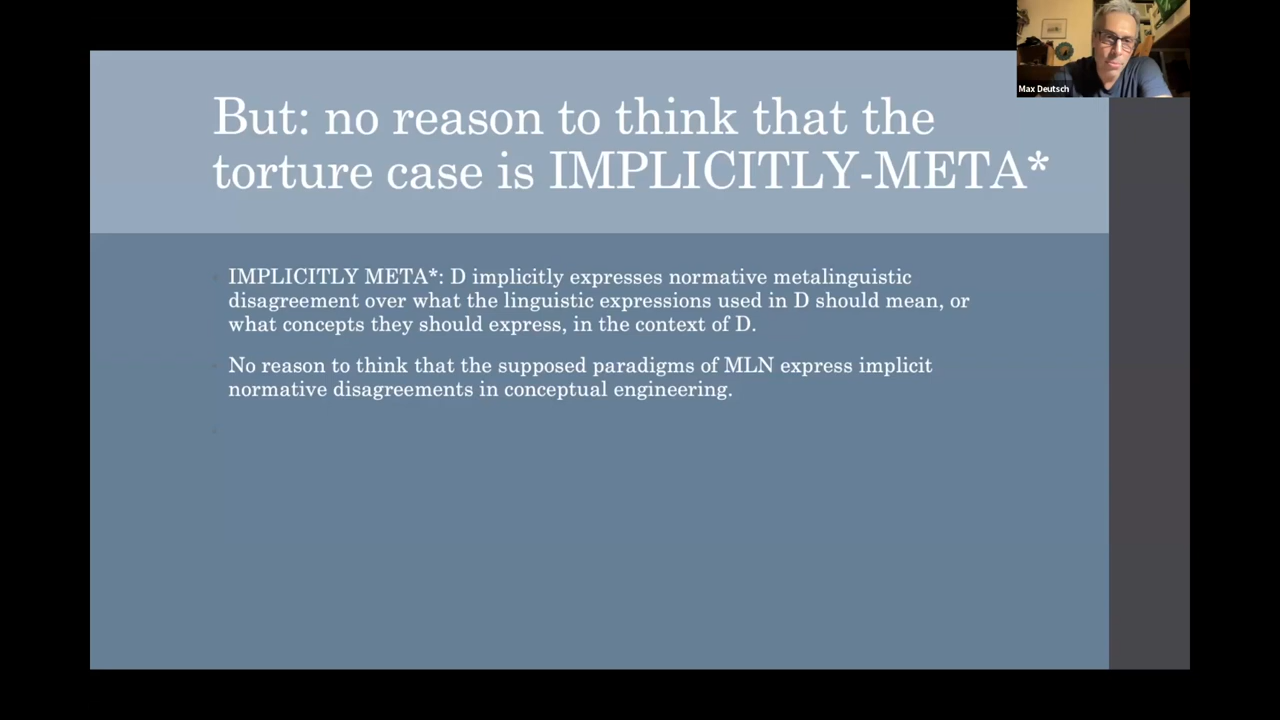 But: no reason to think that the
torture case is IMPLICITLY-META*
Max Deutsch
IMPLICITLY META*: D implicitly expresses normative metalinguistic
disagreement over what the linguistic expressions used in D should mean, or
what concepts they should express, in the context of D.
No reason to think that the supposed paradigms of MLN express implicit
normative disagreements in conceptual engineering.